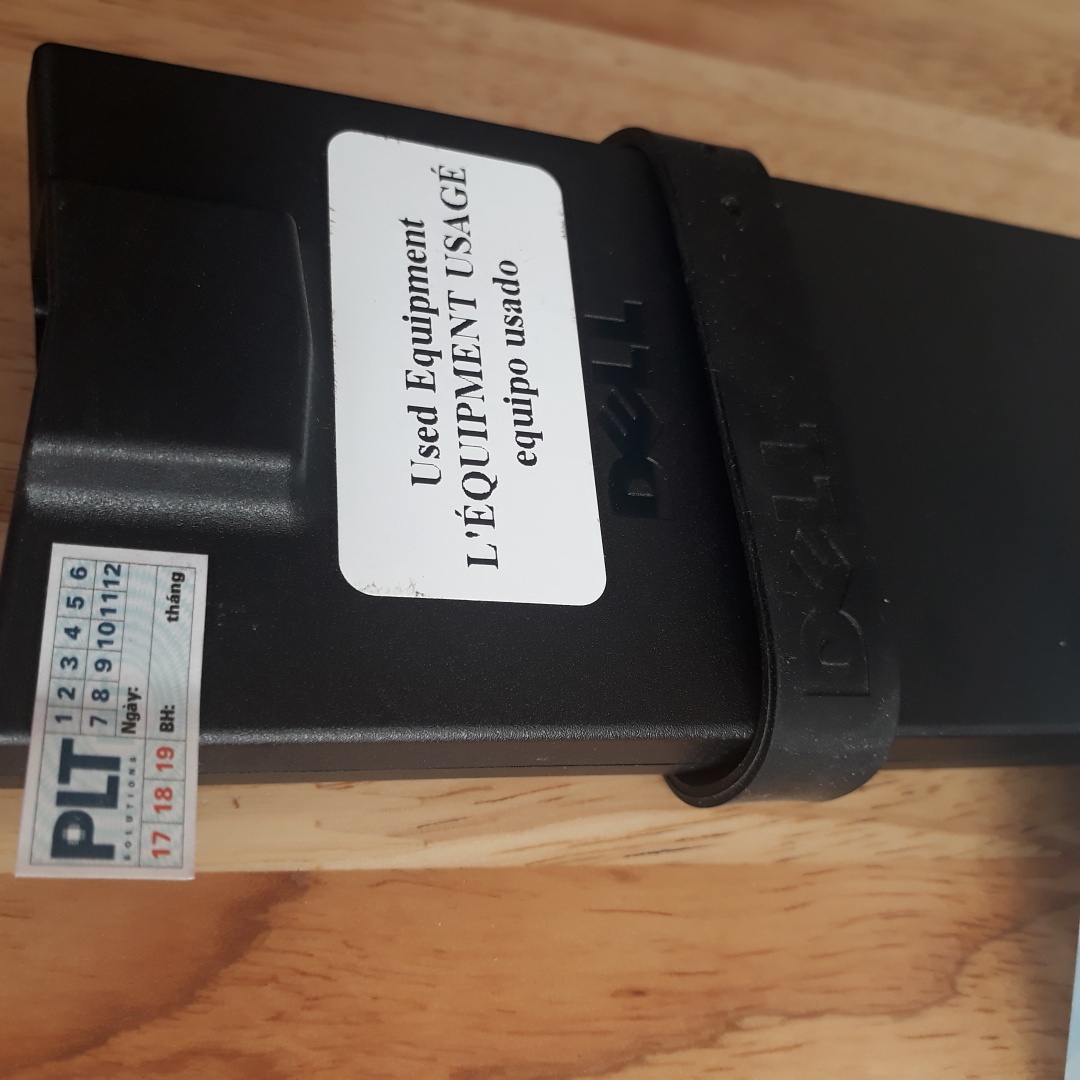 Used Equipment
L'ÉQUIPMENT USAGÉ
equipo usado
DELL
DELL
PLT
SOLUTIONS
1 2 3 4 5 6
7 8 9 10 11 12
Ngày:
17 18 19 BH: tháng